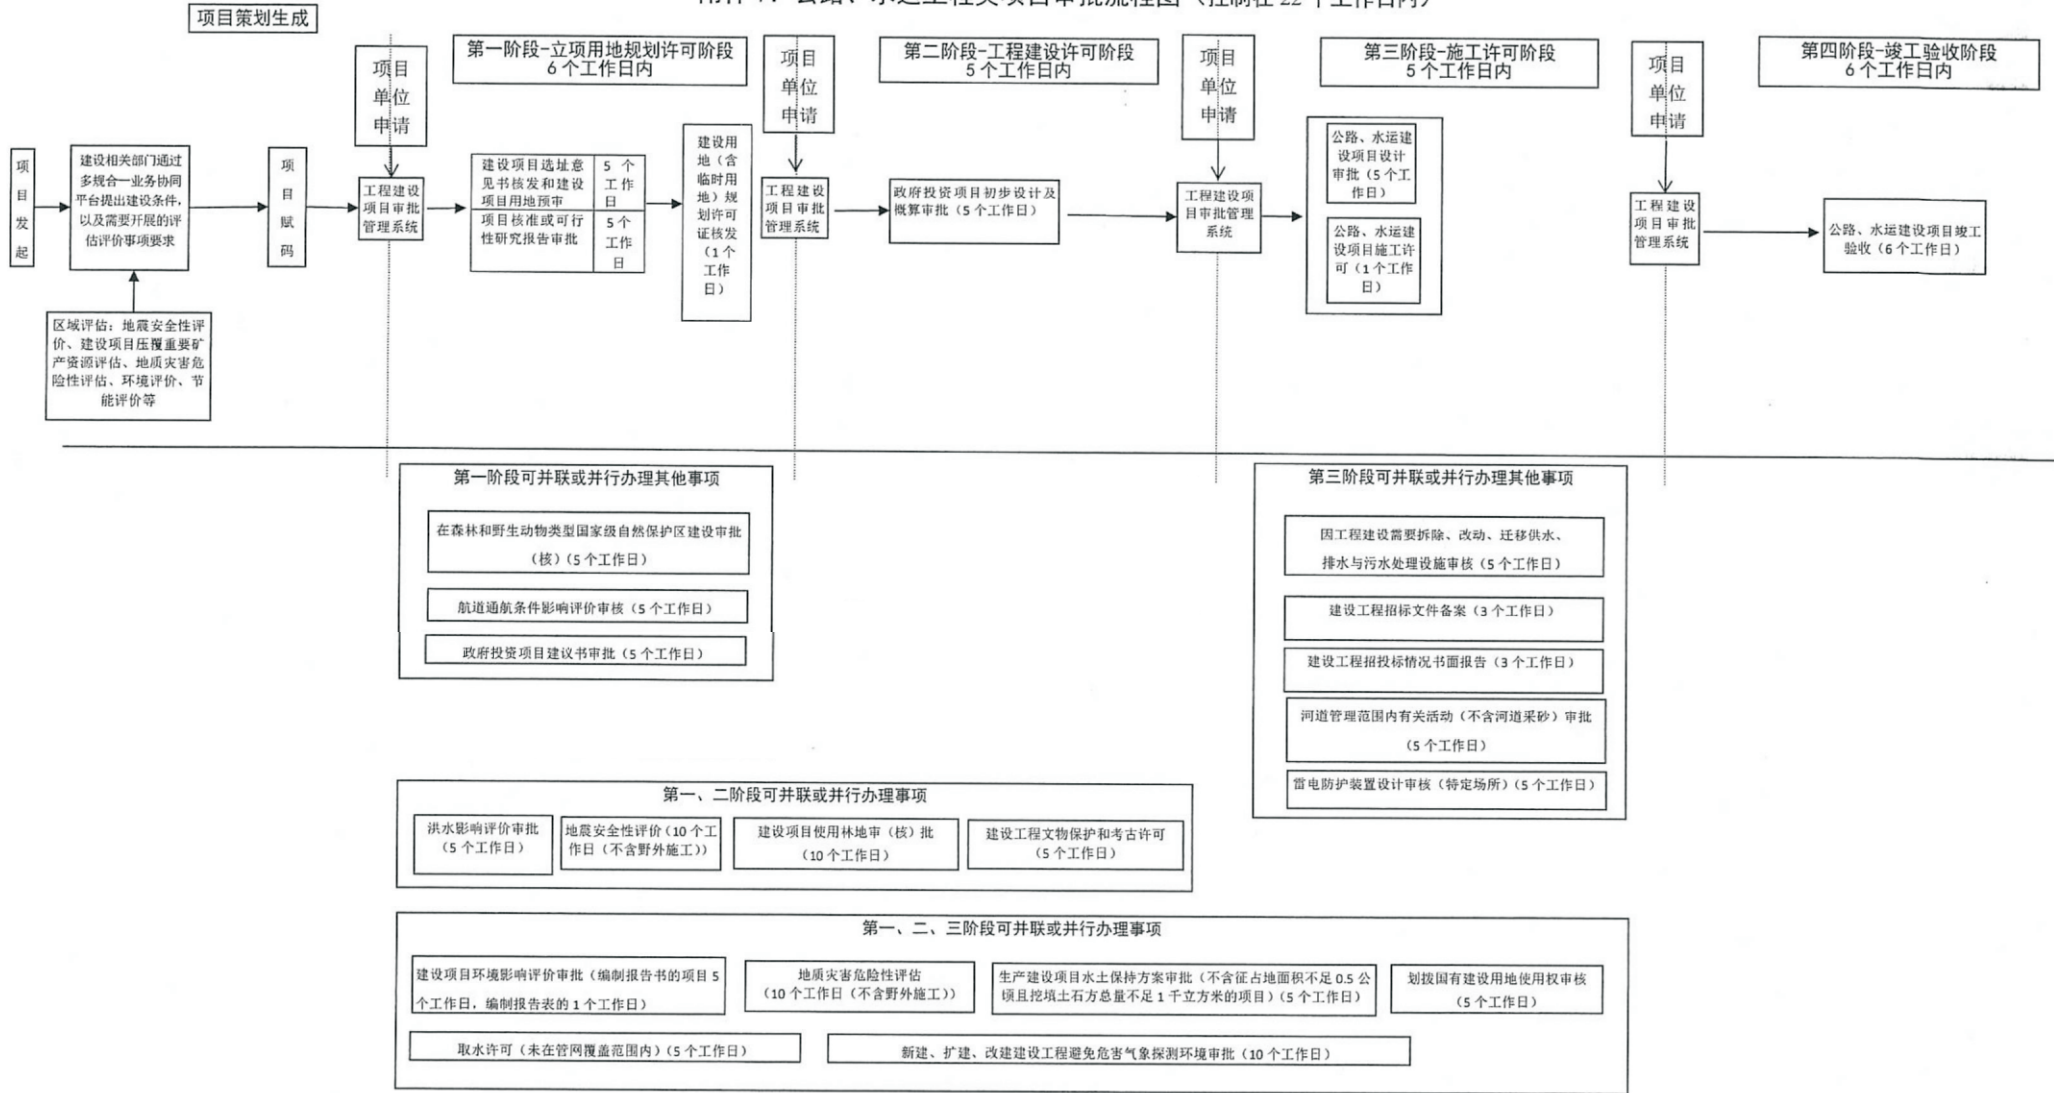 项目策划生成
项目
单位
申请
第一阶段-立项用地规划许可阶段
6 个工作日内
项目
单位
申请
第二阶段-工程建设许可阶段
5 个工作日内
项目
单位
申请
第三阶段-施工许可阶段
5 个工作日内
项目
单位
申请
第四阶段-竣工验收阶段
6 个工作日内
项
目
发
起
建设相关部门通过
多规合一业务协同
平台提出建设条件,
以及需要开展的评
估评价事项要求
项
目
赋
码
工程建设
项目审批
管理系统
建设项目选址意
见书核发和建设
项目用地预审
5 个
工作
日
项目核准或可行
性研究报告审批
5 个
工作
日
建设用
地（含
临时用
地）规
划许可
证核发
（1 个
工作
日）
工程建设
项目审批
管理系统
政府投资项目初步设计及
概算审批（5 个工作日）
工程建设项
目审批管理
系统
公路、水运建
设项目设计
审批（5 个工
作日）
公路、水运建
设项目施工许
可（1 个工作
日）
工程建设
项目审批
管理系统
公路、水运建设项目竣工
验收（6 个工作日）
区域评估：地震安全性评
价、建设项目压覆重要矿
产资源评估、地质灾害危
险性评估、环境评价、节
能评价等
第一阶段可并联或并行办理其他事项
在森林和野生动物类型国家级自然保护区建设审批
（核）（5 个工作日）
航道通航条件影响评价审核（5 个工作日）
政府投资项目建议书审批（5 个工作日）
第三阶段可并联或并行办理其他事项
因工程建设需要拆除、改动、迁移供水、
排水与污水处理设施审核（5 个工作日）
建设工程招标文件备案（3 个工作日）
建设工程招投标情况书面报告（3 个工作日）
河道管理范围内有关活动（不含河道采砂）审批
（5 个工作日）
雷电防护装置设计审核（特定场所）（5 个工作日）
第一、二阶段可并联或并行办理事项
洪水影响评价审批
（5 个工作日）
地震安全性评价（10 个工
作日（不含野外施工））
建设项目使用林地审（核）批
（10 个工作日）
建设工程文物保护和考古许可
（5 个工作日）
第一、二、三阶段可并联或并行办理事项
建设项目环境影响评价审批（编制报告书的项目 5
个工作日，编制报告表的 1 个工作日）
地质灾害危险性评估
（10 个工作日（不含野外施工））
生产建设项目水土保持方案审批（不含征占地面积不足 0.5 公
顷且挖填土石方总量不足 1 千立方米的项目）（5 个工作日）
划拨国有建设用地使用权审核
（5 个工作日）
取水许可（未在管网覆盖范围内）（5 个工作日）
新建、扩建、改建建设工程避免危害气象探测环境审批（10 个工作日）